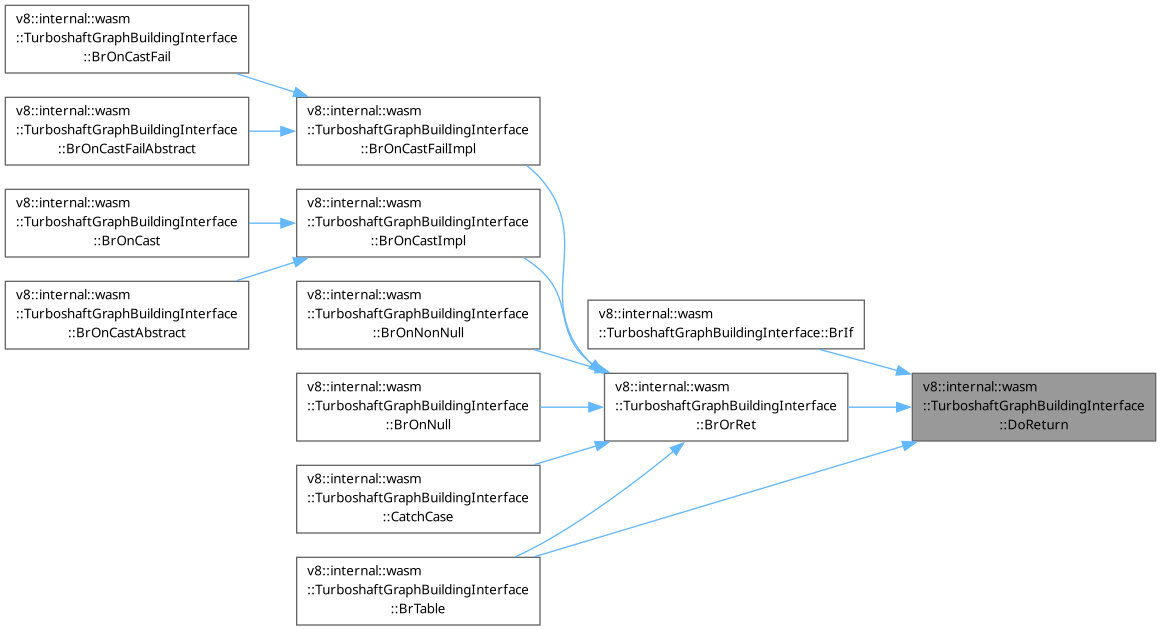 v8::internal::wasm
::TurboshaftGraphBuildingInterface
::BrOnCastFail
v8::internal::wasm
::TurboshaftGraphBuildingInterface
::BrOnCastFailAbstract
v8::internal::wasm
::TurboshaftGraphBuildingInterface
::BrOnCast
v8::internal::wasm
::TurboshaftGraphBuildingInterface
::BrOnCastAbstract
v8::internal::wasm
::TurboshaftGraphBuildingInterface
::BrOnCastFailImpl
v8::internal::wasm
::TurboshaftGraphBuildingInterface
::BrOnCastImpl
v8::internal::wasm
::TurboshaftGraphBuildingInterface
::BrOnNonNull
v8::internal::wasm
::TurboshaftGraphBuildingInterface
::BrOnNull
v8::internal::wasm
::TurboshaftGraphBuildingInterface
::CatchCase
v8::internal::wasm
::TurboshaftGraphBuildingInterface
::BrTable
v8::internal::wasm
::TurboshaftGraphBuildingInterface::BrIf
v8::internal::wasm
::TurboshaftGraphBuildingInterface
::BrOrRet
v8::internal::wasm
::TurboshaftGraphBuildingInterface
::DoReturn